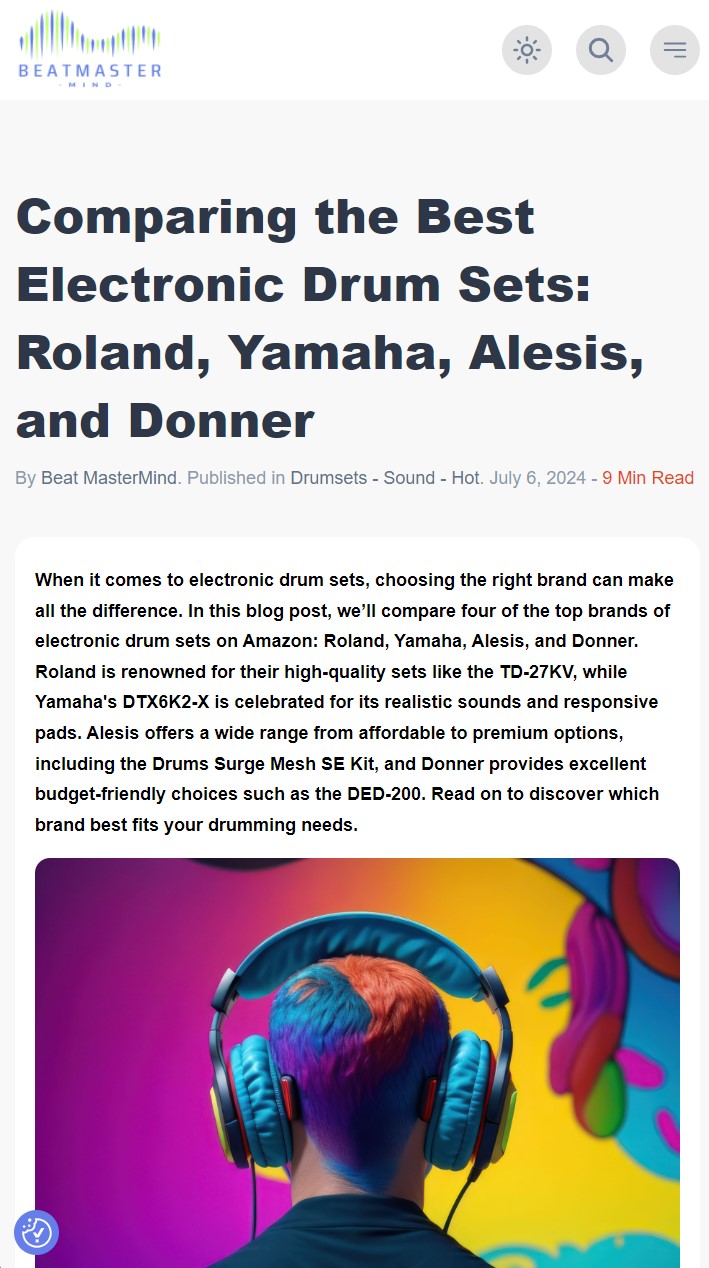 BEATMASTER
- MIND -
Comparing the Best
Electronic Drum Sets:
Roland, Yamaha, Alesis,
and Donner
By Beat MasterMind. Published in Drumsets - Sound - Hot. July 6, 2024 - 9 Min Read
When it comes to electronic drum sets, choosing the right brand can make
all the difference. In this blog post, we’ll compare four of the top brands of
electronic drum sets on Amazon: Roland, Yamaha, Alesis, and Donner.
Roland is renowned for their high-quality sets like the TD-27KV, while
Yamaha's DTX6K2-X is celebrated for its realistic sounds and responsive
pads. Alesis offers a wide range from affordable to premium options,
including the Drums Surge Mesh SE Kit, and Donner provides excellent
budget-friendly choices such as the DED-200. Read on to discover which
brand best fits your drumming needs.